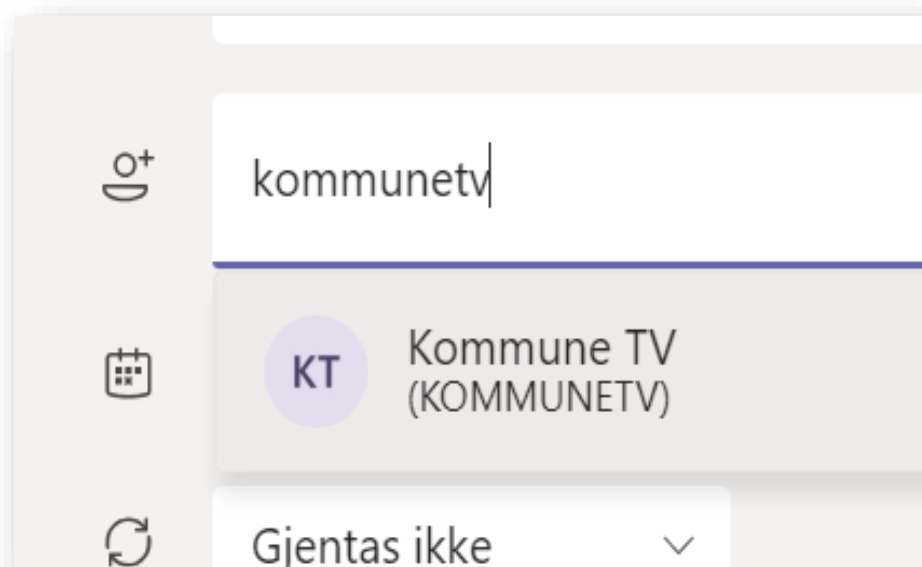 kommunetv
KT
Kommune TV
(KOMMUNETV)
Gjentas ikke